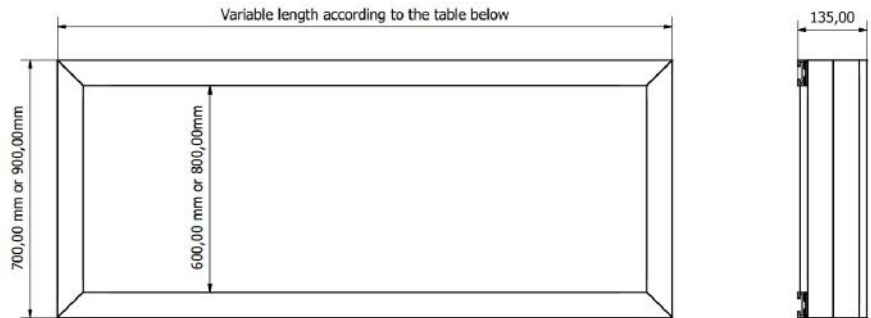 Variable length according to the table below
135,00
700,00 mm or 900,00mm
600,00 mm or 800,00mm